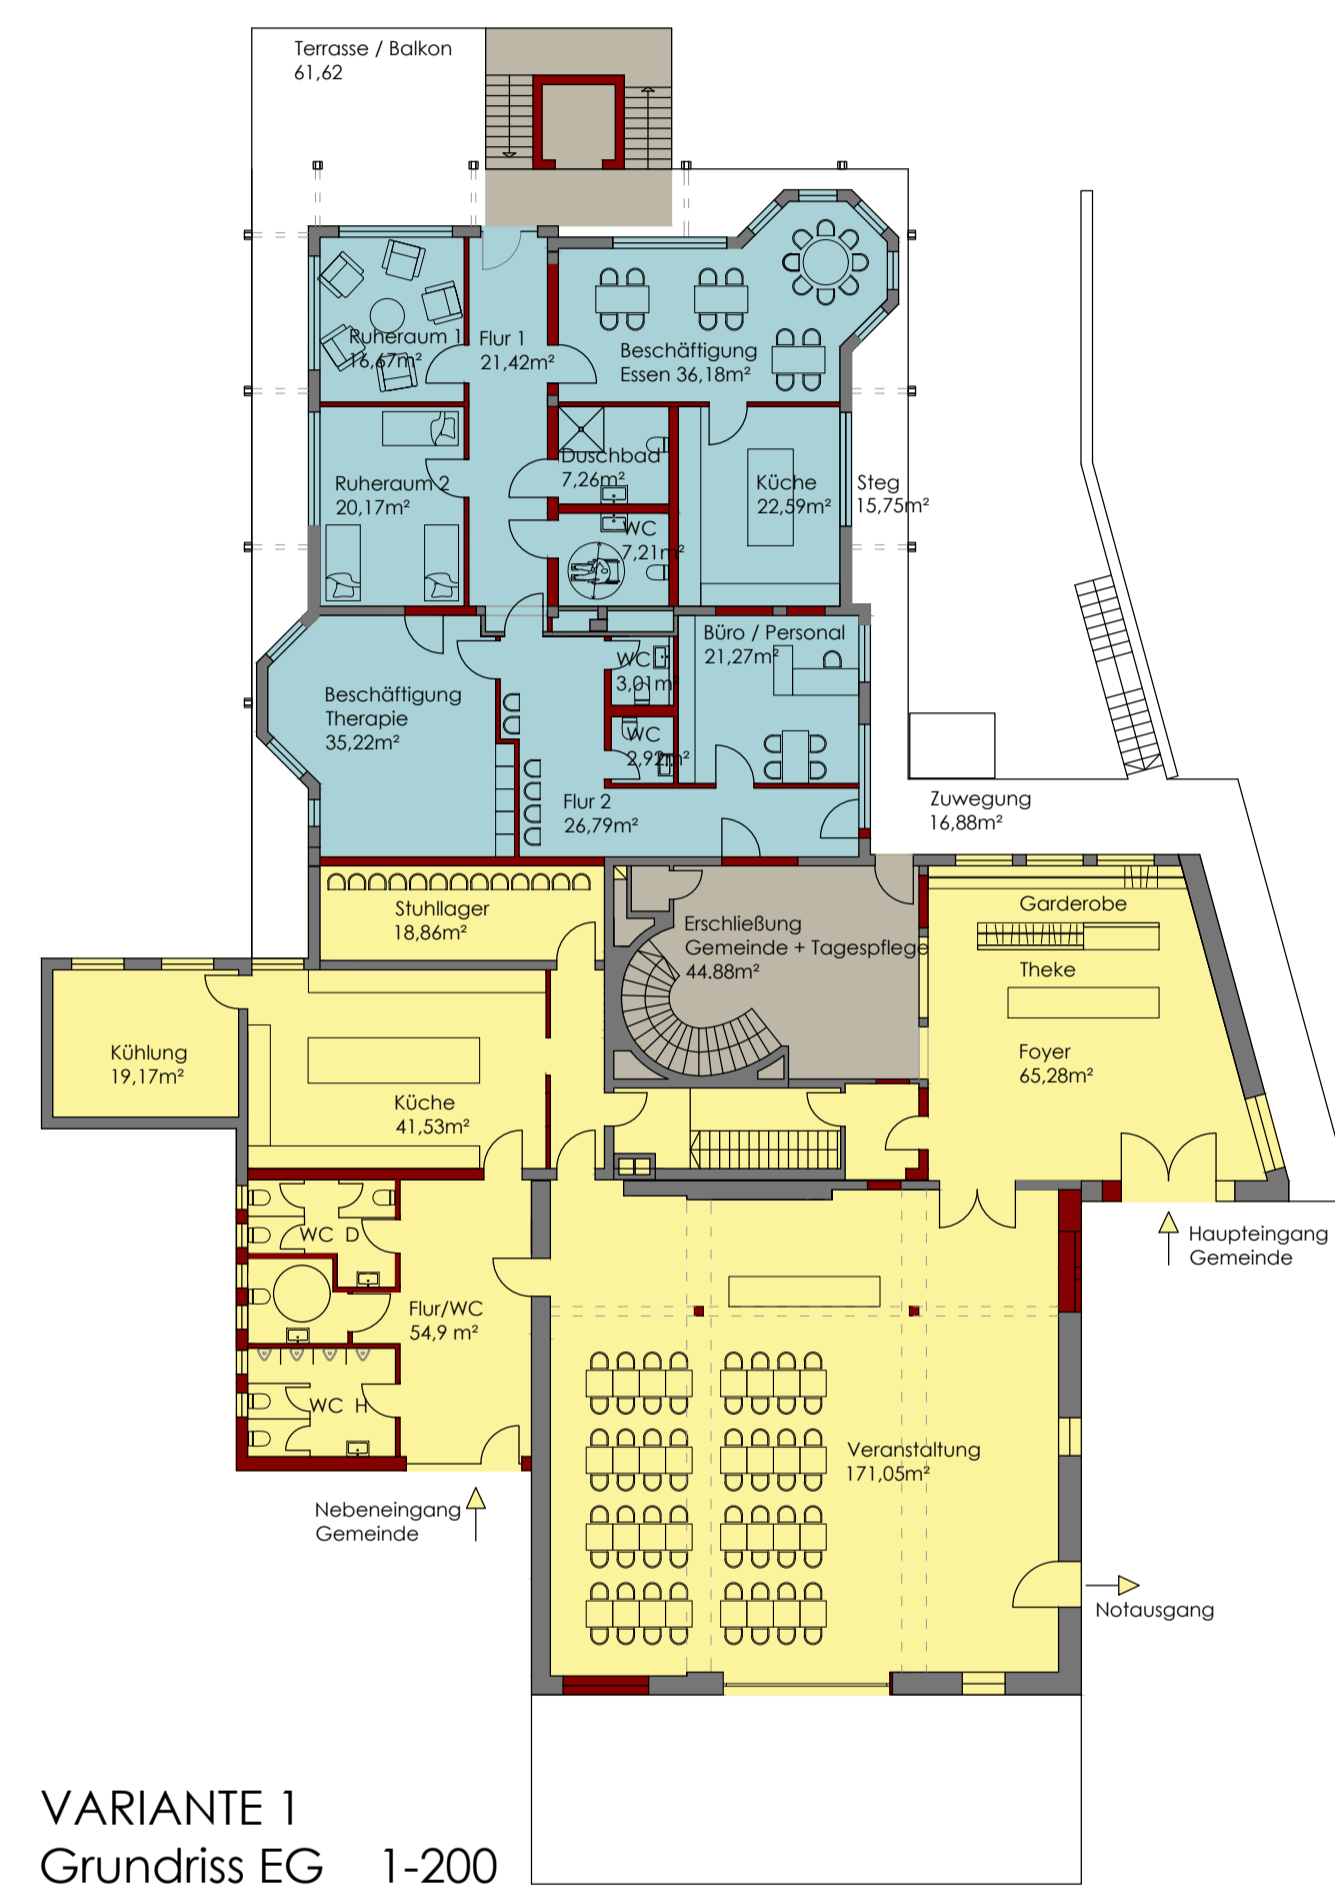 Terrasse / Balkon
61,62
Ruheraum 1
16,67m²
Flur 1
21,42m²
Beschäftigung
Essen 36,18m²
Duschbad
7,26m²
Ruheraum 2
20,17m²
Küche
22,59m²
Steg
15,75m²
WC
7,21m²
Büro / Personal
21,27m²
WC
3,01m²
Beschäftigung
Therapie
35,22m²
WC
2,92m²
Flur 2
26,79m²
Zuwegung
16,88m²
Stuhllager
18,86m²
Erschließung
Gemeinde + Tagespflege
44.88m²
Garderobe
Theke
Kühlung
19,17m²
Foyer
65,28m²
Küche
41,53m²
WC D
Haupteingang
Gemeinde
Flur/WC
54,9 m²
WC H
Veranstaltung
171,05m²
Nebeneingang
Gemeinde
Notausgang
VARIANTE 1
Grundriss EG 1-200